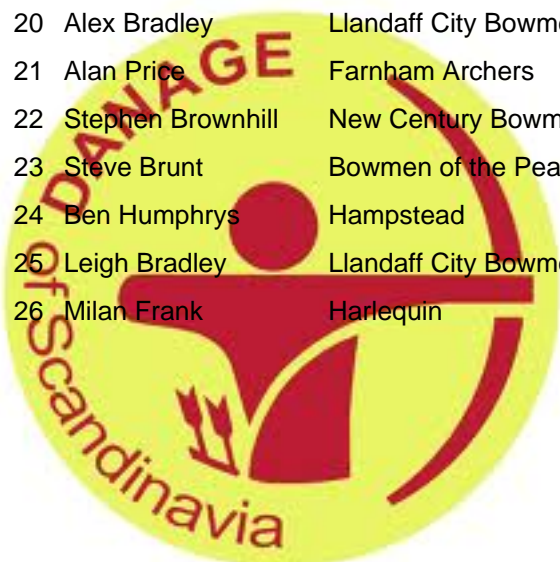 20 Alex Bradley Llandaff City Bowme
21 Alan Price Farnham Archers
22 Stephen Brownhill New Century Bowm
23 Steve Brunt Bowmen of the Pea
24 Ben Humphrys Hampstead
25 Leigh Bradley Llandaff City Bowme
26 Milan Frank Harlequin
DANAGE
of Scandinavia